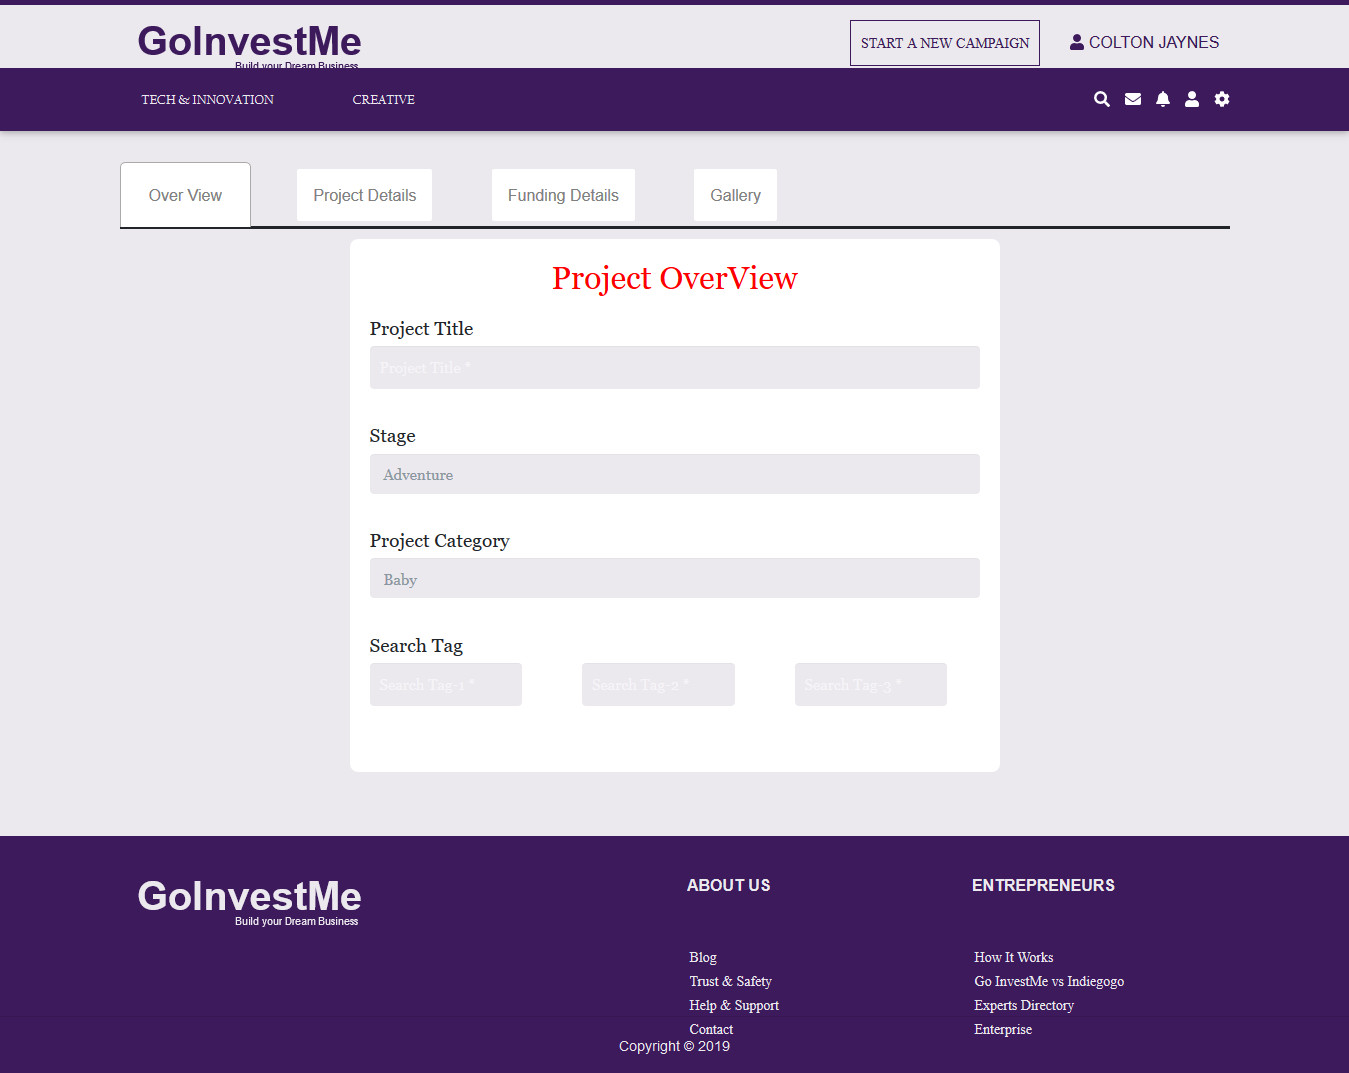 GoInvestMe
Build your Dream Business
START A NEW CAMPAIGN
COLTON JAYNES
TECH & INNOVATION
CREATIVE
Over View
Project Details
Funding Details
Gallery
Project OverView
Project Title
Project Title *
Stage
Adventure
Project Category
Baby
Search Tag
Search Tag-1 *
Search Tag-2 *
Search Tag-3 *
GoInvestMe
Build your Dream Business
ABOUT US
Blog
Trust & Safety
Help & Support
Contact
ENTREPRENEURS
How It Works
Go InvestMe vs Indiegogo
Experts Directory
Enterprise
Copyright © 2019